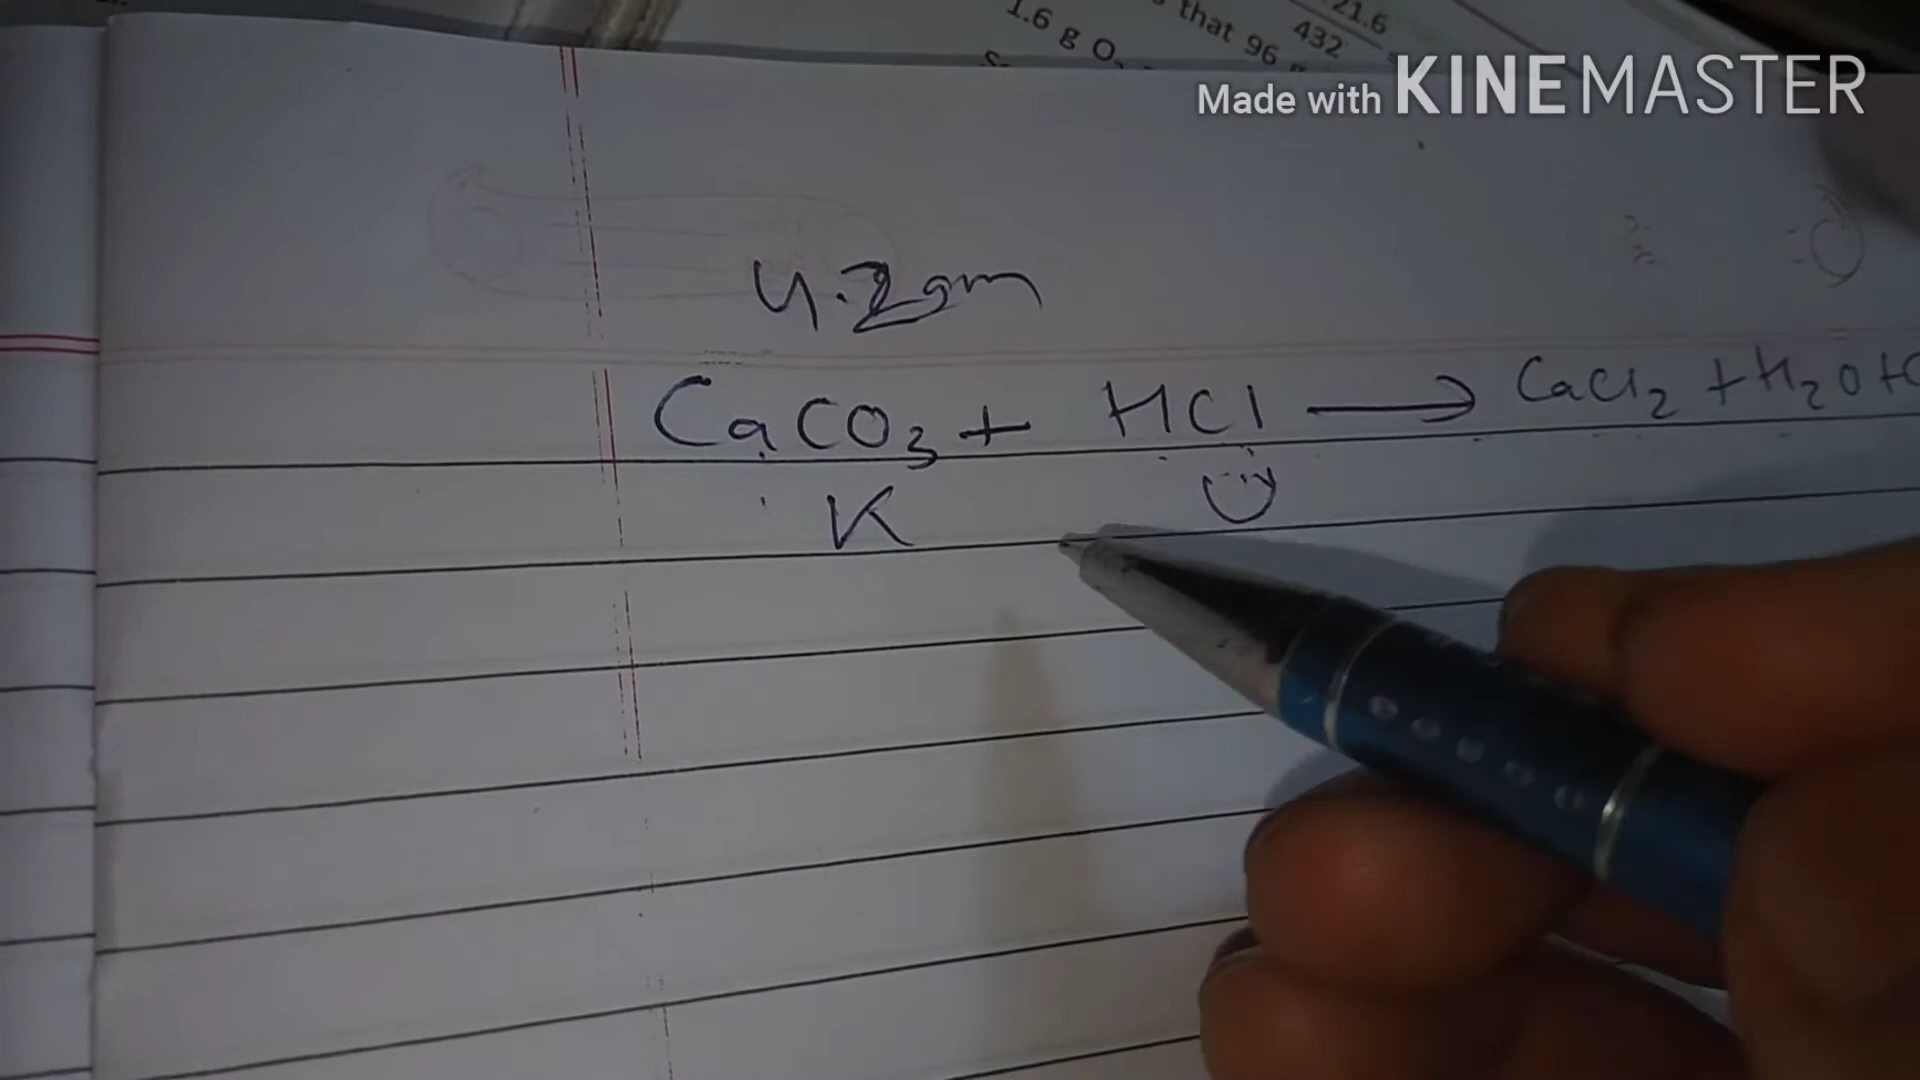 21.6
that 96
432
1.6 g O
Made with KINEMASTER
4.2gm
CaCO3 + HCl → CaCl2 + H2O + C
K